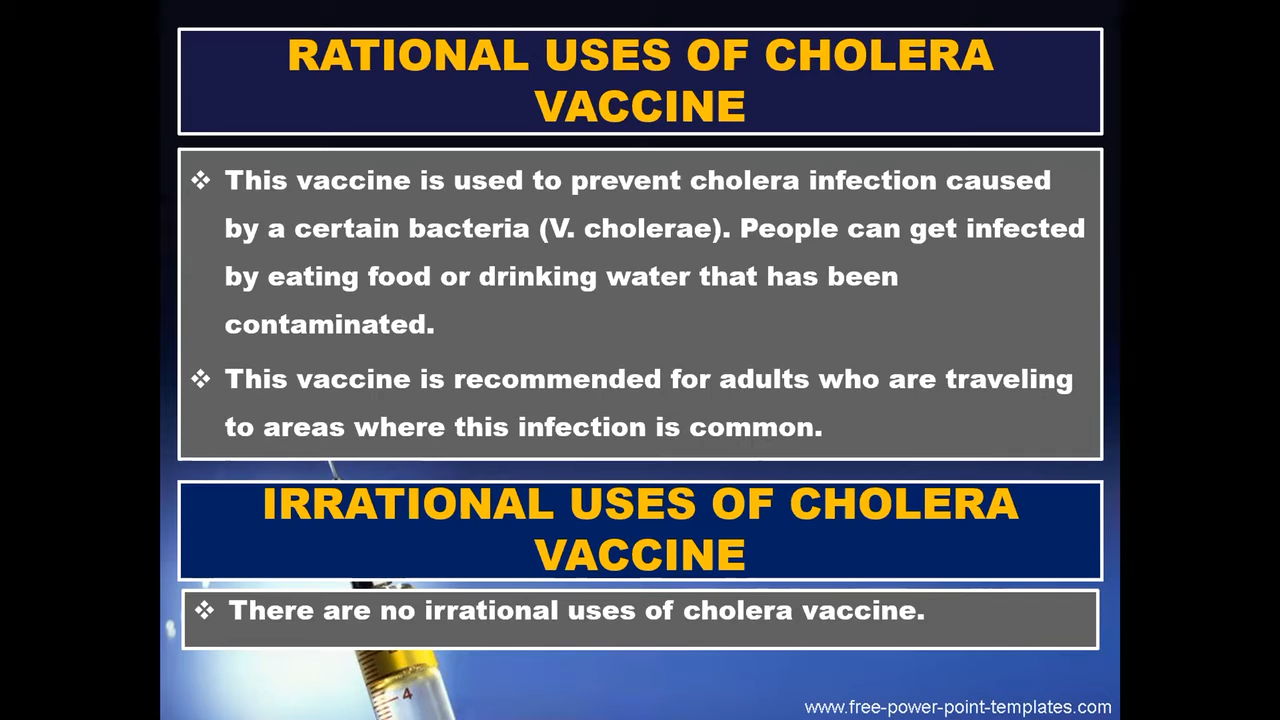 RATIONAL USES OF CHOLERA
VACCINE
❖ This vaccine is used to prevent cholera infection caused
by a certain bacteria (V. cholerae). People can get infected
by eating food or drinking water that has been
contaminated.
❖ This vaccine is recommended for adults who are traveling
to areas where this infection is common.
IRRATIONAL USES OF CHOLERA
VACCINE
❖ There are no irrational uses of cholera vaccine.
4
www.free-power-point-templates.com